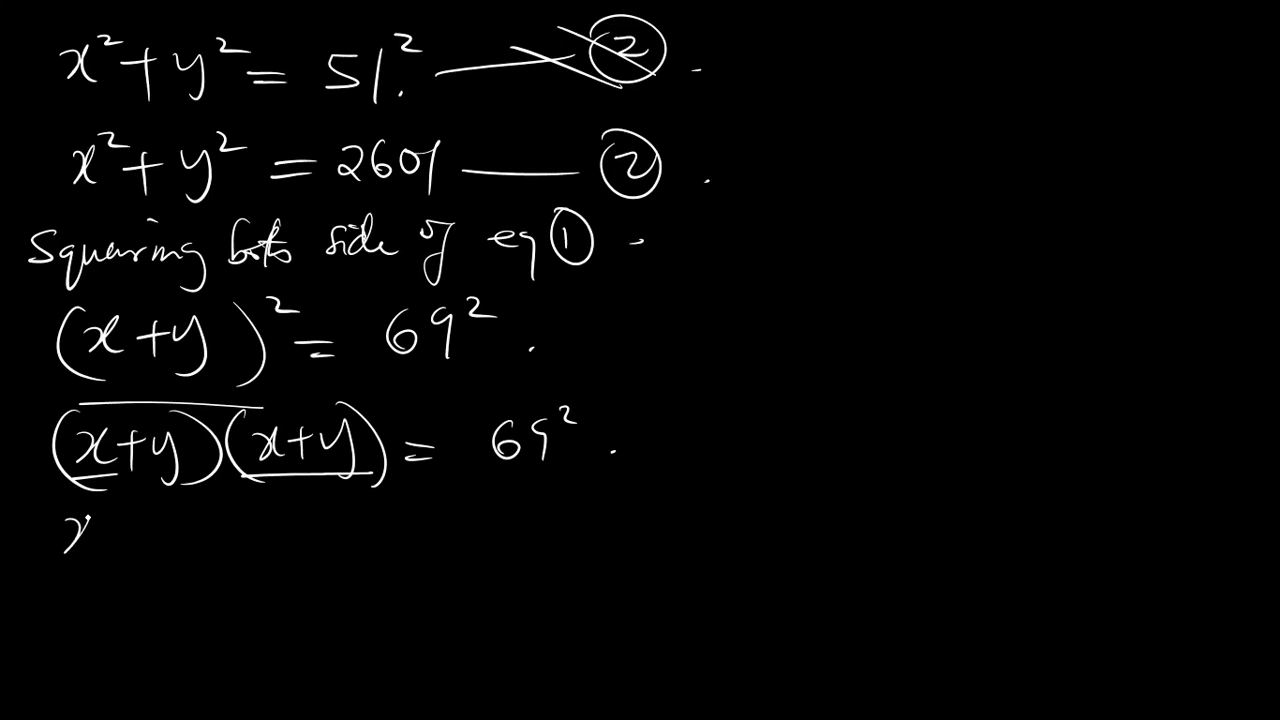 x² + y² = 51². —— ②.
x² + y² = 2601 —— ②.
Squaring both side of eq ① .
(x + y)² = 69².
(x+y)(x+y) = 69².
x